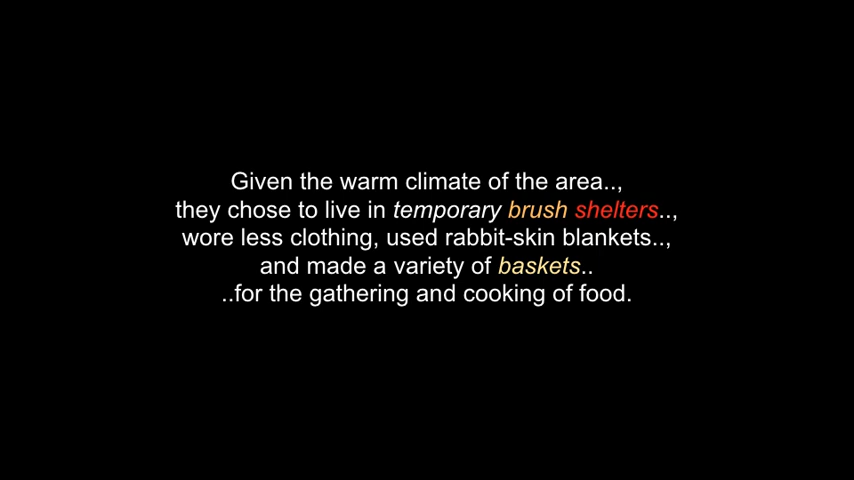 Given the warm climate of the area..,
they chose to live in temporary brush shelters..,
wore less clothing, used rabbit-skin blankets..,
and made a variety of baskets..
..for the gathering and cooking of food.